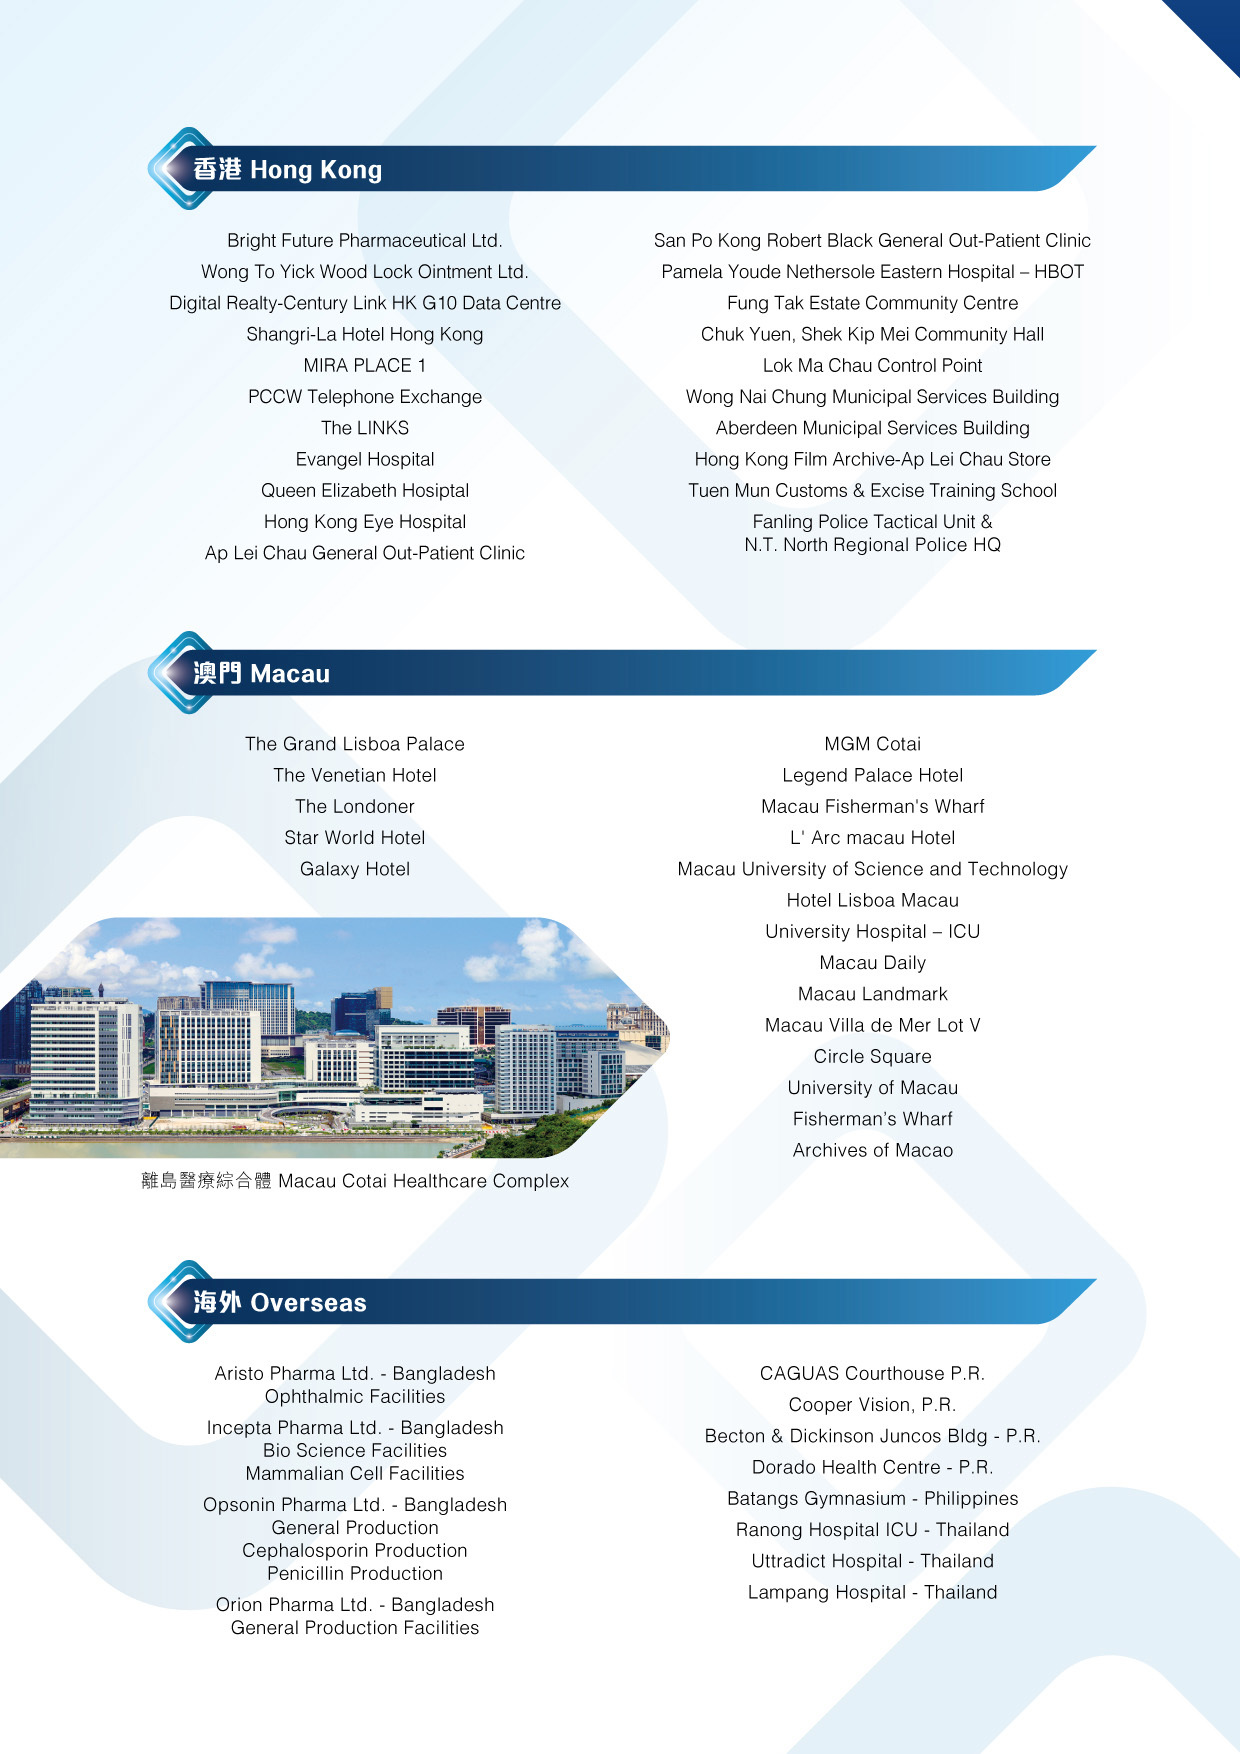 香港 Hong Kong
Bright Future Pharmaceutical Ltd.
Wong To Yick Wood Lock Ointment Ltd.
Digital Realty-Century Link HK G10 Data Centre
Shangri-La Hotel Hong Kong
MIRA PLACE 1
PCCW Telephone Exchange
The LINKS
Evangel Hospital
Queen Elizabeth Hosiptal
Hong Kong Eye Hospital
Ap Lei Chau General Out-Patient Clinic
San Po Kong Robert Black General Out-Patient Clinic
Pamela Youde Nethersole Eastern Hospital – HBOT
Fung Tak Estate Community Centre
Chuk Yuen, Shek Kip Mei Community Hall
Lok Ma Chau Control Point
Wong Nai Chung Municipal Services Building
Aberdeen Municipal Services Building
Hong Kong Film Archive-Ap Lei Chau Store
Tuen Mun Customs & Excise Training School
Fanling Police Tactical Unit &
N.T. North Regional Police HQ
澳門 Macau
The Grand Lisboa Palace
The Venetian Hotel
The Londoner
Star World Hotel
Galaxy Hotel
離島醫療綜合體 Macau Cotai Healthcare Complex
MGM Cotai
Legend Palace Hotel
Macau Fisherman's Wharf
L' Arc macau Hotel
Macau University of Science and Technology
Hotel Lisboa Macau
University Hospital – ICU
Macau Daily
Macau Landmark
Macau Villa de Mer Lot V
Circle Square
University of Macau
Fisherman’s Wharf
Archives of Macao
海外 Overseas
Aristo Pharma Ltd. - Bangladesh
Ophthalmic Facilities
Incepta Pharma Ltd. - Bangladesh
Bio Science Facilities
Mammalian Cell Facilities
Opsonin Pharma Ltd. - Bangladesh
General Production
Cephalosporin Production
Penicillin Production
Orion Pharma Ltd. - Bangladesh
General Production Facilities
CAGUAS Courthouse P.R.
Cooper Vision, P.R.
Becton & Dickinson Juncos Bldg - P.R.
Dorado Health Centre - P.R.
Batangs Gymnasium - Philippines
Ranong Hospital ICU - Thailand
Uttradict Hospital - Thailand
Lampang Hospital - Thailand